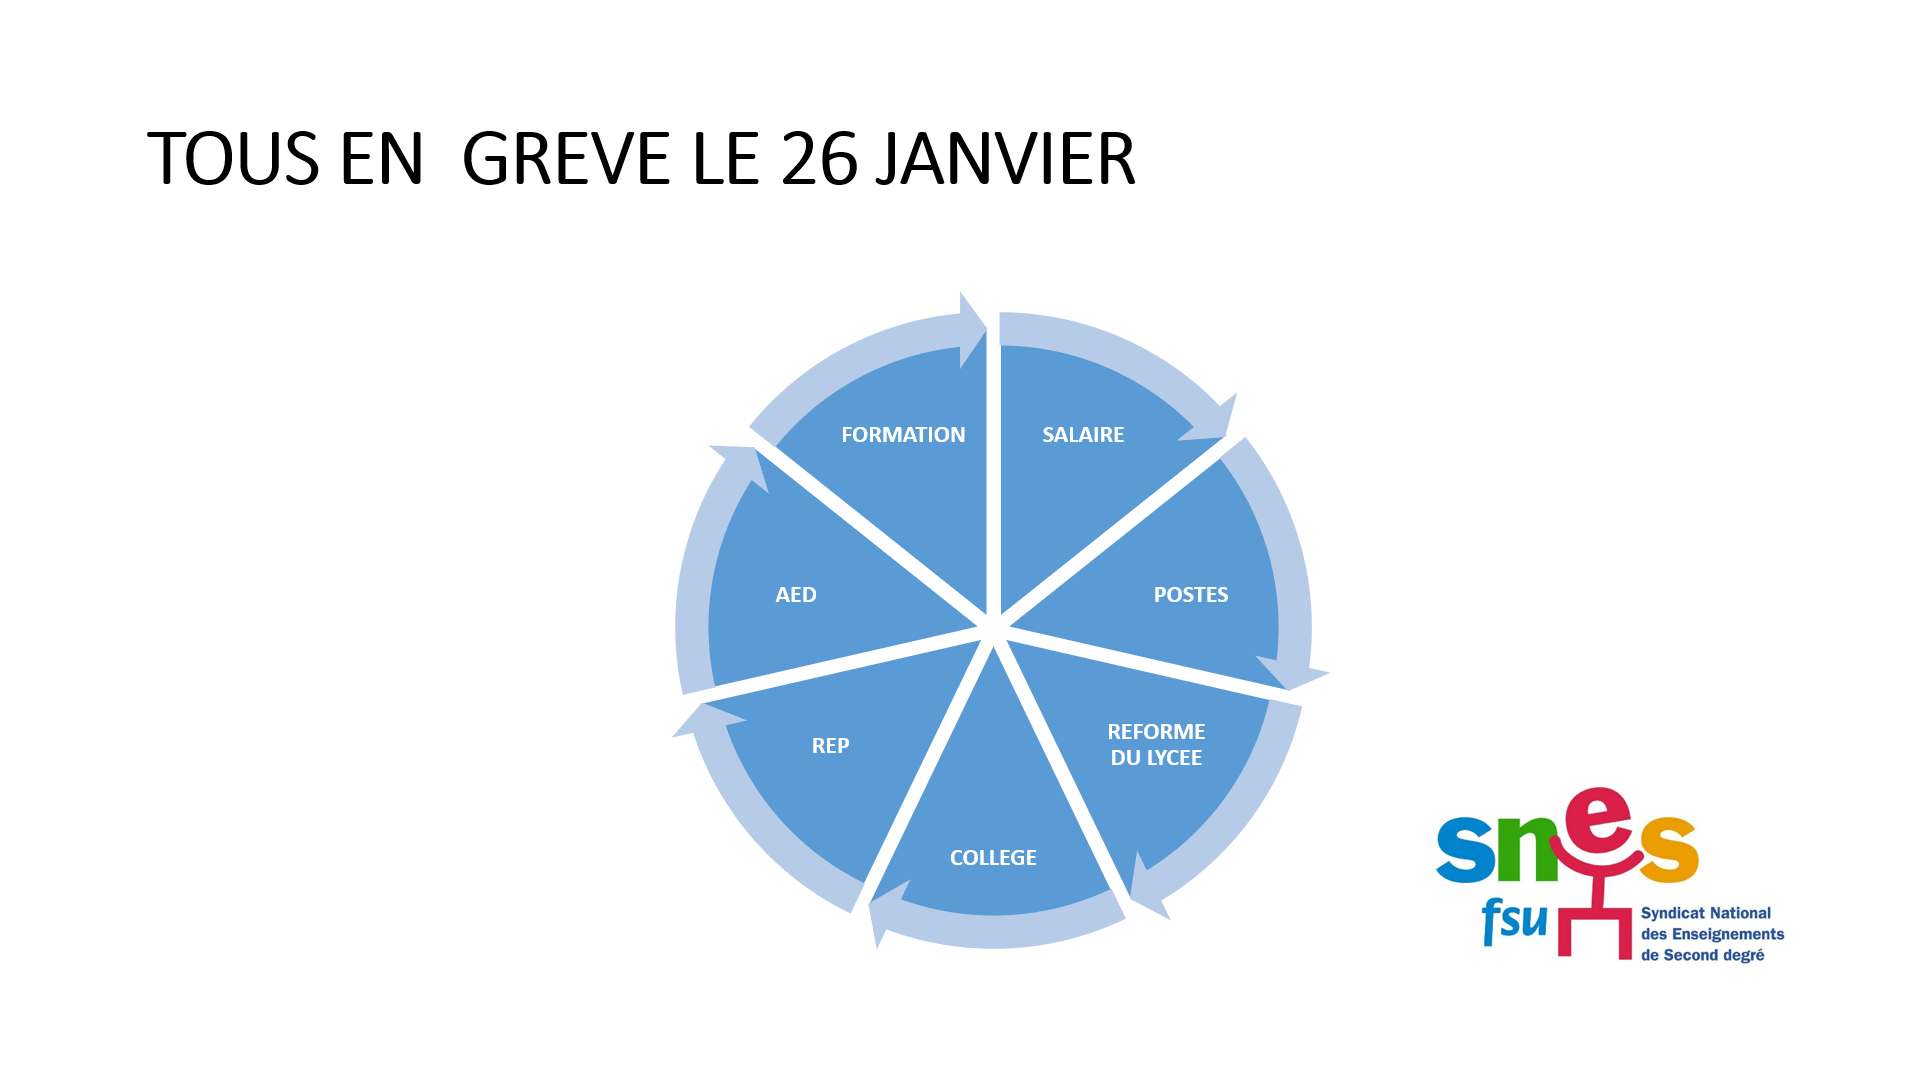 TOUS EN  GREVE LE 26 JANVIER
FORMATION
SALAIRE
AED
POSTES
REP
REFORME
DU LYCEE
COLLEGE
snes
fsu
Syndicat National
des Enseignements
de Second degré